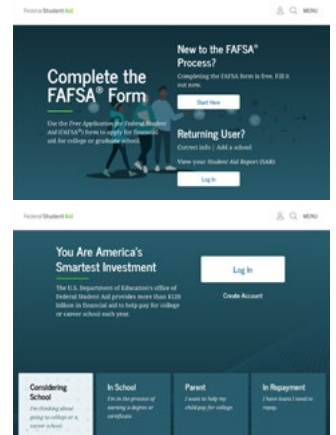 Federal Student Aid
MENU
Complete the
FAFSA® Form
Use the Free Application for Federal Student
Aid (FAFSA®) form to apply for financial
aid for college or graduate school.
New to the FAFSA®
Process?
Completing the FAFSA form is free. Fill it
out now.
Start Here
Returning User?
Correct info | Add a school
View your Student Aid Report (SAR)
Log In
Federal Student Aid
MENU
You Are America's
Smartest Investment
The U.S. Department of Education's office of
Federal Student Aid provides more than $120
billion in financial aid to help pay for college
or career school each year.
Log In
Create Account
Considering
School
I'm thinking about
going to college or a
career school.
In School
I'm in the process of
earning a degree or
certificate.
Parent
I want to help my
child pay for college.
In Repayment
I have loans I need to
repay.